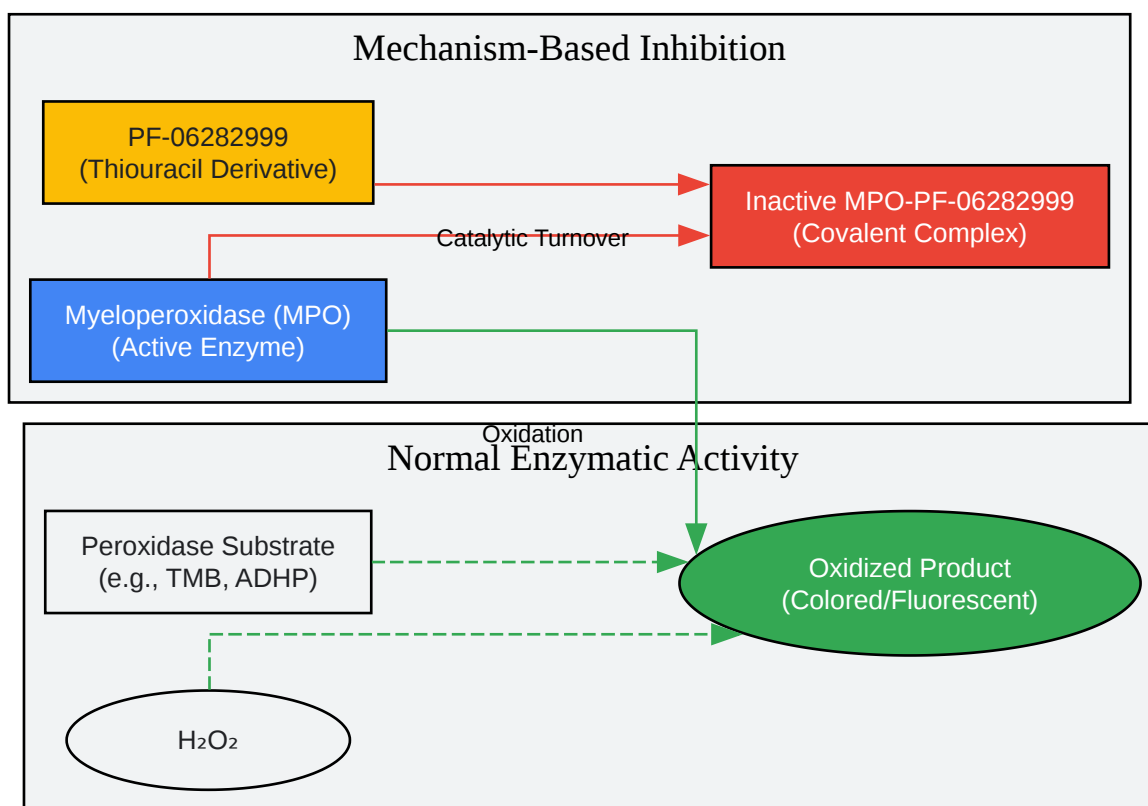 Mechanism-Based Inhibition
PF-06282999
(Thiouracil Derivative)
Inactive MPO-PF-06282999
(Covalent Complex)
Catalytic Turnover
Myeloperoxidase (MPO)
(Active Enzyme)
Oxidation
Normal Enzymatic Activity
Peroxidase Substrate
(e.g., TMB, ADHP)
Oxidized Product
(Colored/Fluorescent)
H₂O₂